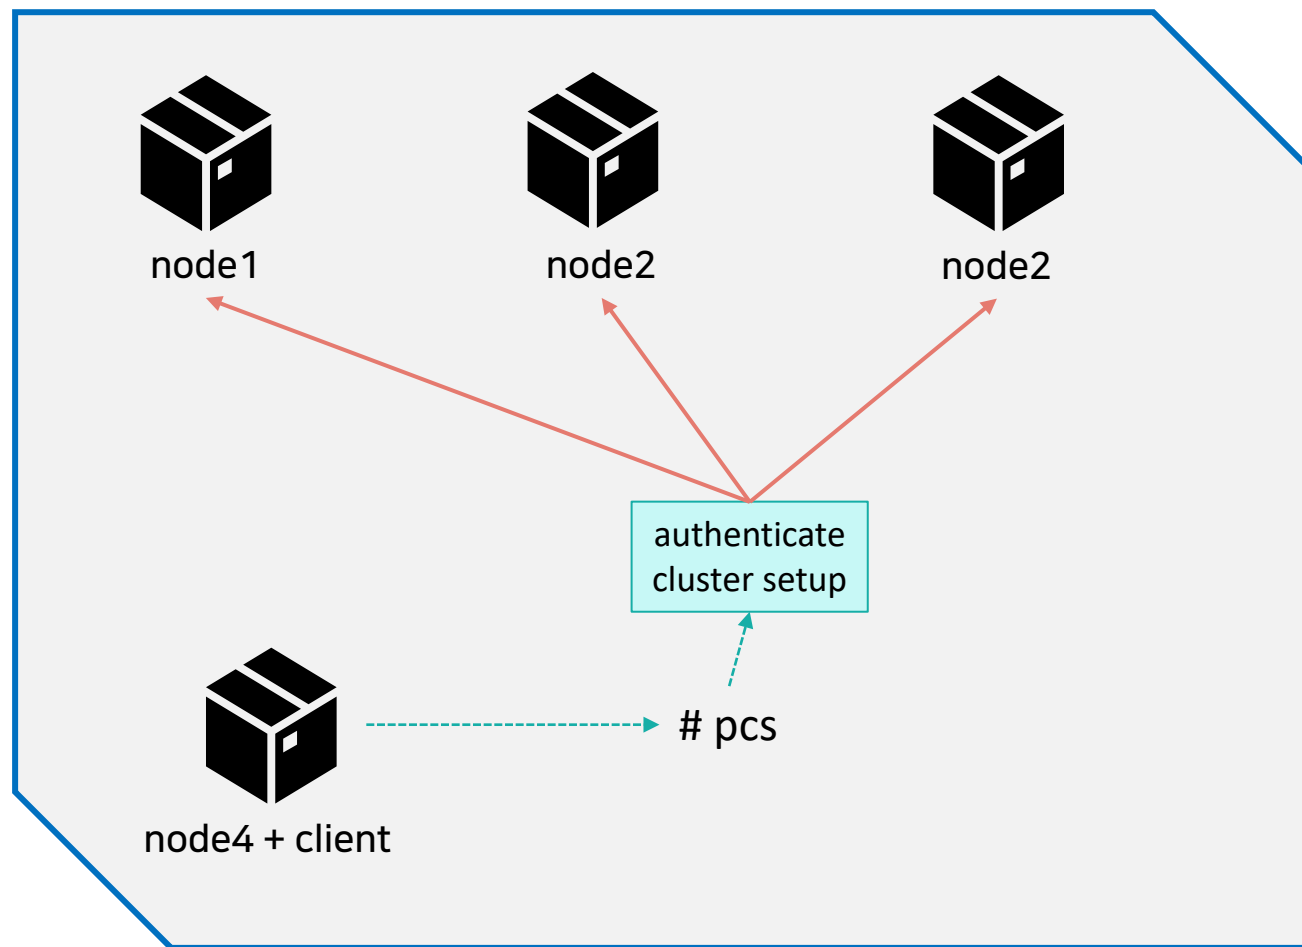 node1
node2
node2
authenticate
cluster setup
# pcs
node4 + client